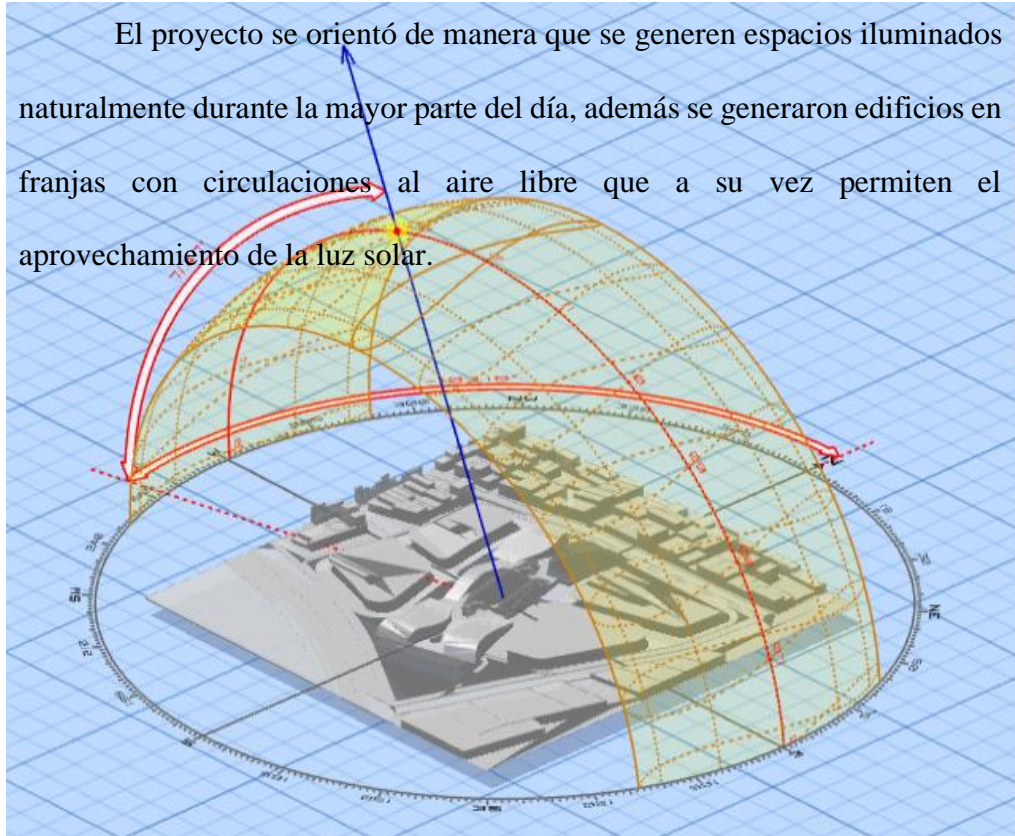 El proyecto se orientó de manera que se generen espacios iluminados
naturalmente durante la mayor parte del día, además se generaron edificios en
franjas con circulaciones al aire libre que a su vez permiten el
aprovechamiento de la luz solar.
NE